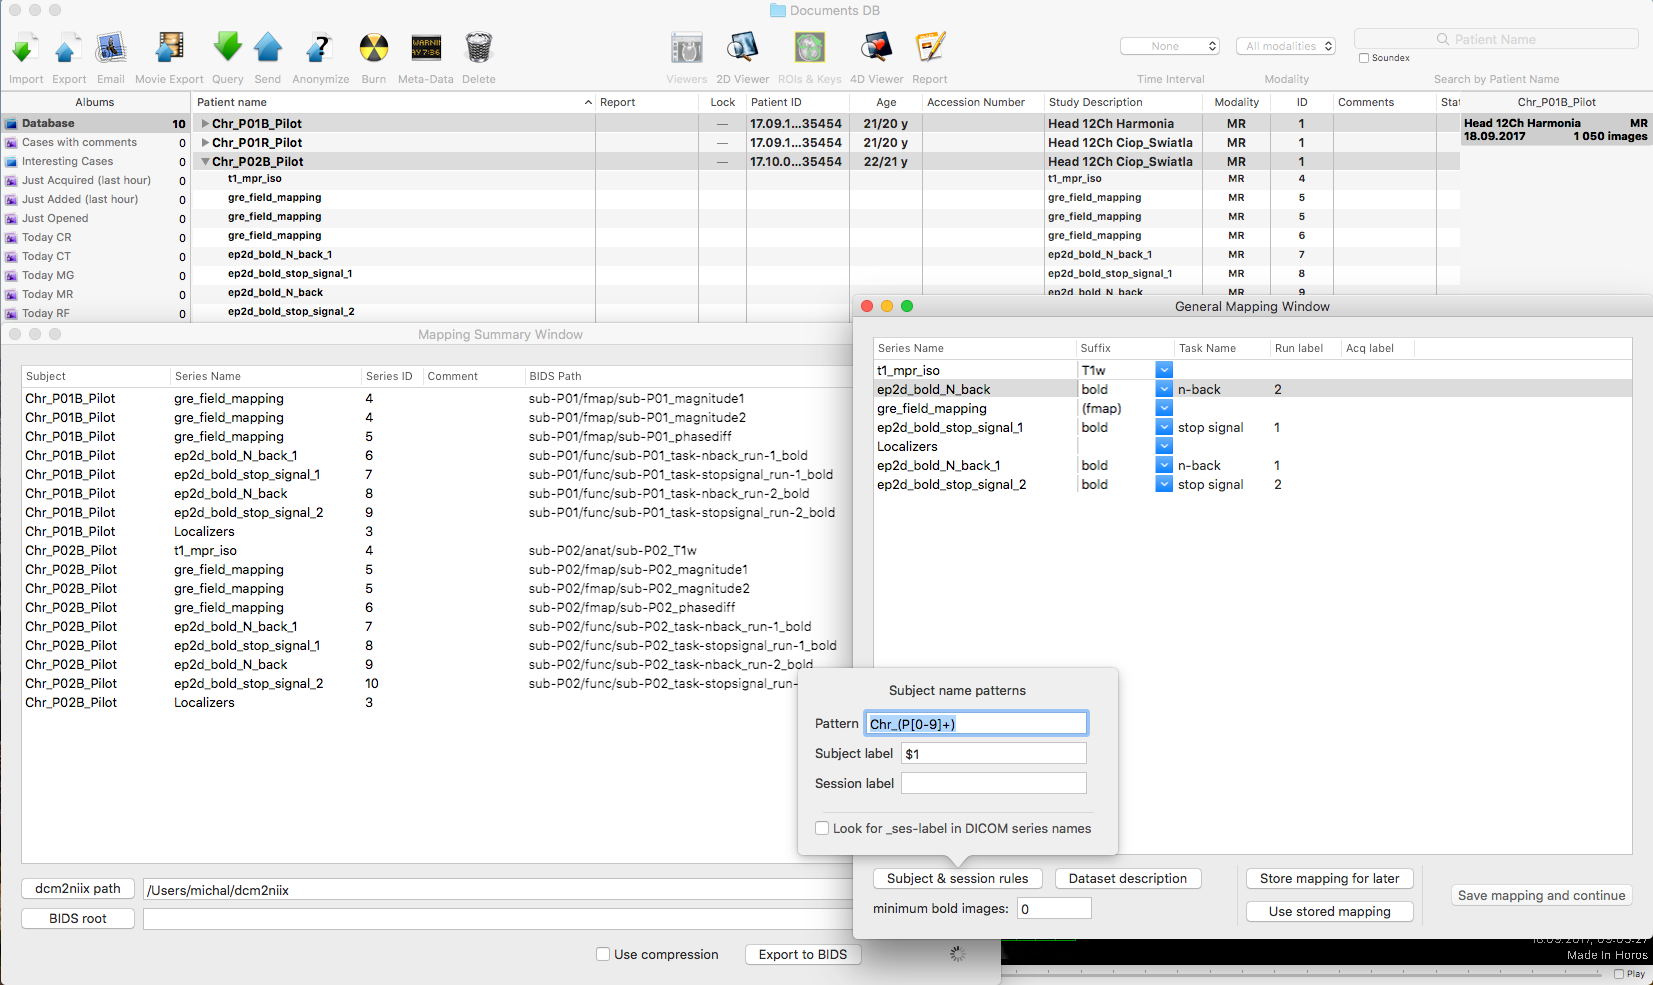 Documents DB
Import Export Email Movie Export Query Send Anonymize Burn Meta-Data Delete Viewers 2D Viewer ROIs & Keys 4D Viewer Report
None All modalities Patient Name
Soundex
Time Interval Modality Search by Patient Name
Albums Patient name Report Lock Patient ID Age Accession Number Study Description Modality ID Comments Stat Chr_P01B_Pilot
Database 10 Chr_P01B_Pilot — 17.09.1...35454 21/20 y Head 12Ch Harmonia MR 1 Head 12Ch Harmonia MR
18.09.2017 1 050 images
Cases with comments 0 Chr_P01R_Pilot — 17.09.1...35454 21/20 y Head 12Ch Ciop_Swiatla MR 1
Interesting Cases 0 Chr_P02B_Pilot — 17.10.0...35454 22/21 y Head 12Ch Ciop_Swiatla MR 1
Just Acquired (last hour) 0 t1_mpr_iso t1_mpr_iso MR 4
Just Added (last hour) 0 gre_field_mapping gre_field_mapping MR 5
Just Opened 0 gre_field_mapping gre_field_mapping MR 5
Today CR 0 gre_field_mapping gre_field_mapping MR 6
Today CT 0 ep2d_bold_N_back_1 ep2d_bold_N_back_1 MR 7
Today MG 0 ep2d_bold_stop_signal_1 ep2d_bold_stop_signal_1 MR 8
Today MR 0 ep2d_bold_N_back ep2d_bold_N_back MR 9
Today RF 0 ep2d_bold_stop_signal_2
Mapping Summary Window
Subject Series Name Series ID Comment BIDS Path
Chr_P01B_Pilot gre_field_mapping 4 sub-P01/fmap/sub-P01_magnitude1
Chr_P01B_Pilot gre_field_mapping 4 sub-P01/fmap/sub-P01_magnitude2
Chr_P01B_Pilot gre_field_mapping 5 sub-P01/fmap/sub-P01_phasediff
Chr_P01B_Pilot ep2d_bold_N_back_1 6 sub-P01/func/sub-P01_task-nback_run-1_bold
Chr_P01B_Pilot ep2d_bold_stop_signal_1 7 sub-P01/func/sub-P01_task-stopsignal_run-1_bold
Chr_P01B_Pilot ep2d_bold_N_back 8 sub-P01/func/sub-P01_task-nback_run-2_bold
Chr_P01B_Pilot ep2d_bold_stop_signal_2 9 sub-P01/func/sub-P01_task-stopsignal_run-2_bold
Chr_P01B_Pilot Localizers 3
Chr_P02B_Pilot t1_mpr_iso 4 sub-P02/anat/sub-P02_T1w
Chr_P02B_Pilot gre_field_mapping 5 sub-P02/fmap/sub-P02_magnitude1
Chr_P02B_Pilot gre_field_mapping 5 sub-P02/fmap/sub-P02_magnitude2
Chr_P02B_Pilot gre_field_mapping 6 sub-P02/fmap/sub-P02_phasediff
Chr_P02B_Pilot ep2d_bold_N_back_1 7 sub-P02/func/sub-P02_task-nback_run-1_bold
Chr_P02B_Pilot ep2d_bold_stop_signal_1 8 sub-P02/func/sub-P02_task-stopsignal_run-1_bold
Chr_P02B_Pilot ep2d_bold_N_back 9 sub-P02/func/sub-P02_task-nback_run-2_bold
Chr_P02B_Pilot ep2d_bold_stop_signal_2 10 sub-P02/func/sub-P02_task-stopsignal_run-
Chr_P02B_Pilot Localizers 3
dcm2niix path /Users/michal/dcm2niix
BIDS root
Use compression Export to BIDS
General Mapping Window
Series Name Suffix Task Name Run label Acq label
t1_mpr_iso T1w
ep2d_bold_N_back bold n-back 2
gre_field_mapping (fmap)
ep2d_bold_stop_signal_1 bold stop signal 1
Localizers
ep2d_bold_N_back_1 bold n-back 1
ep2d_bold_stop_signal_2 bold stop signal 2
Subject name patterns
Pattern Chr_(P[0-9]+)
Subject label $1
Session label
Look for _ses-label in DICOM series names
Subject & session rules Dataset description Store mapping for later
minimum bold images: 0 Use stored mapping
Save mapping and continue
Made In Horos
Play